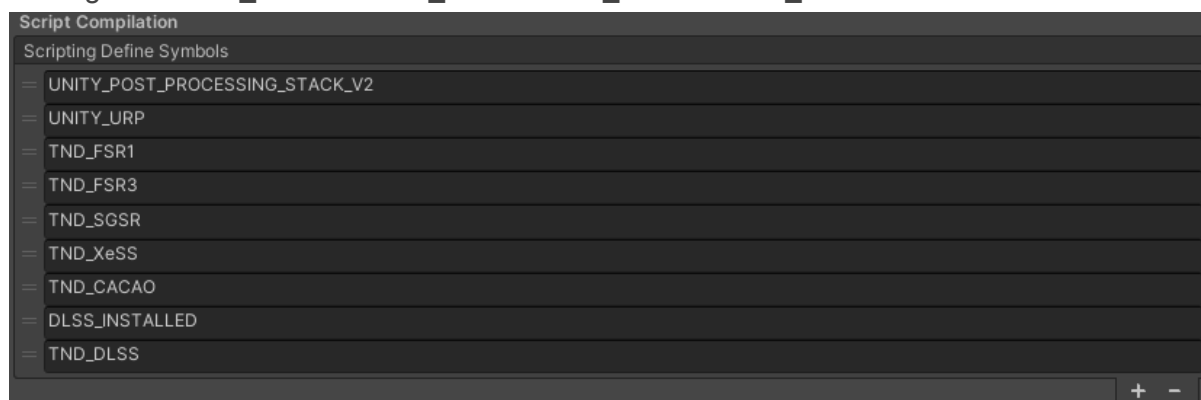 Script Compilation
Scripting Define Symbols
UNITY_POST_PROCESSING_STACK_V2
UNITY_URP
TND_FSR1
TND_FSR3
TND_SGSR
TND_XeSS
TND_CACAO
DLSS_INSTALLED
TND_DLSS